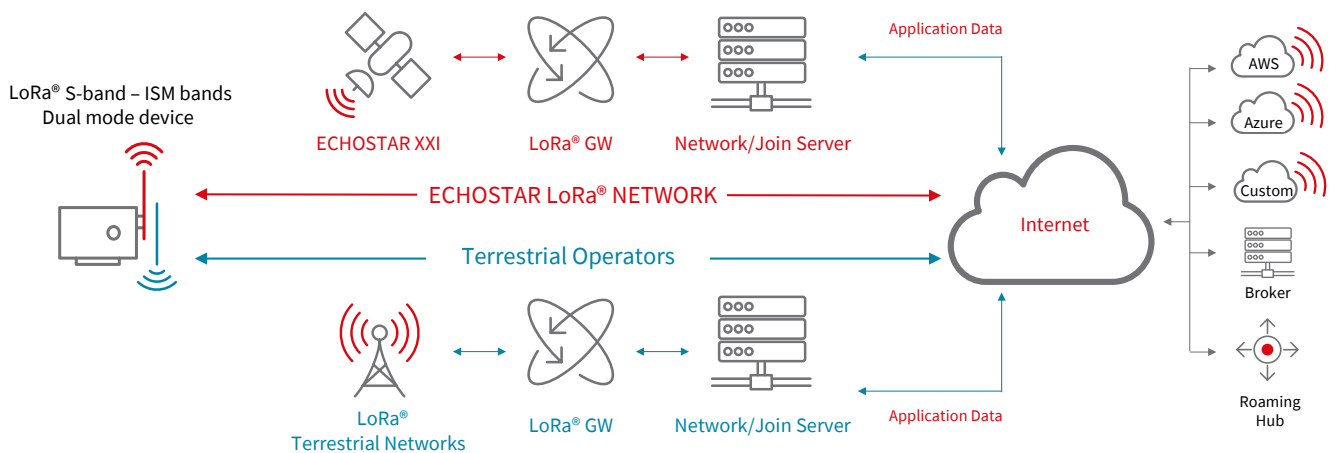 LoRa® S-band – ISM bands
Dual mode device
ECHOSTAR XXI
LoRa® GW
Network/Join Server
Application Data
ECHOSTAR LoRa® NETWORK
Terrestrial Operators
LoRa®
Terrestrial Networks
LoRa® GW
Network/Join Server
Application Data
Internet
AWS
Azure
Custom
Broker
Roaming
Hub